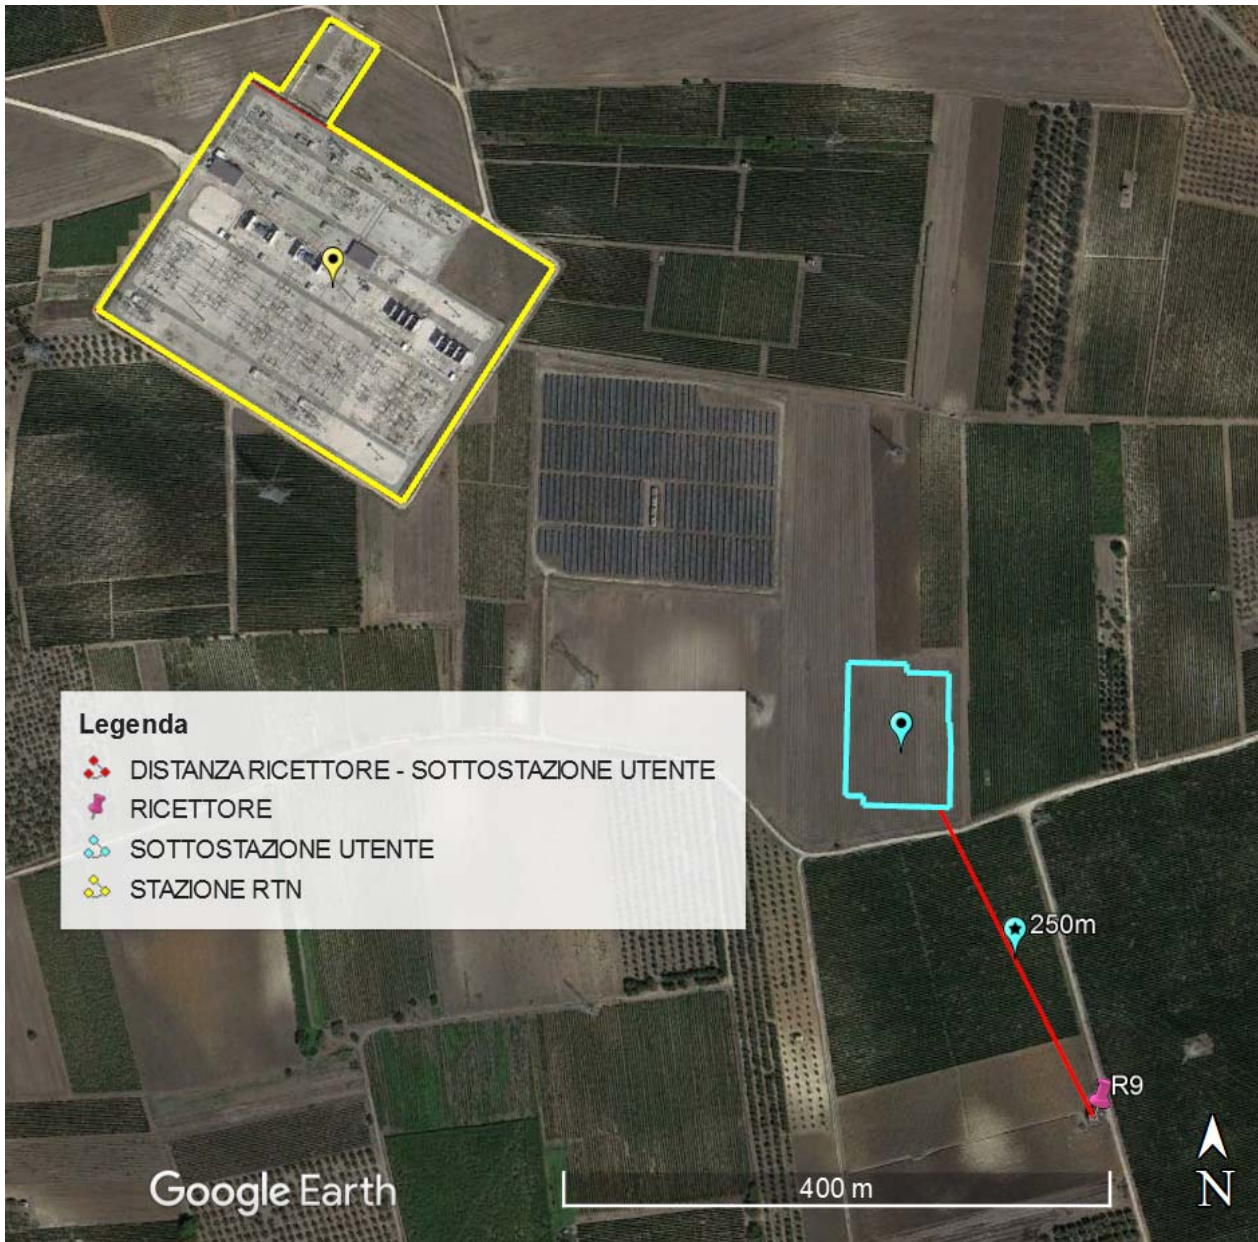 Legenda
DISTANZA RICETTORE - SOTTOSTAZIONE UTENTE
RICETTORE
SOTTOSTAZIONE UTENTE
STAZIONE RTN
250m
R9
Google Earth
400 m
N